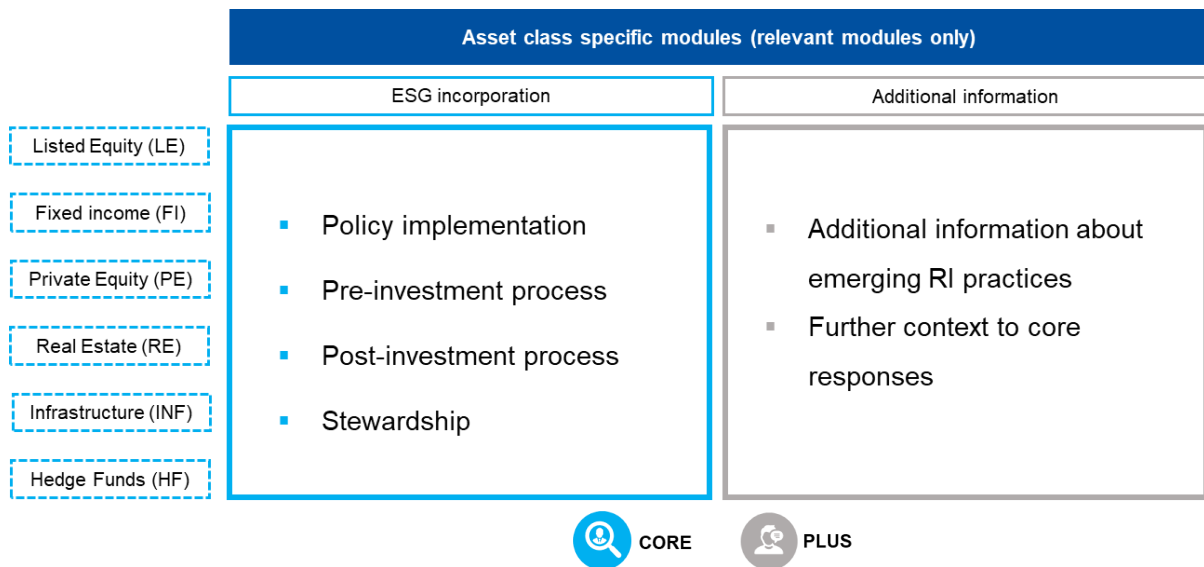 Asset class specific modules (relevant modules only)
ESG incorporation
Additional information
Listed Equity (LE)
Fixed income (FI)
Private Equity (PE)
Real Estate (RE)
Infrastructure (INF)
Hedge Funds (HF)
▪ Policy implementation
▪ Pre-investment process
▪ Post-investment process
▪ Stewardship
▪ Additional information about
emerging RI practices
▪ Further context to core
responses
CORE
PLUS